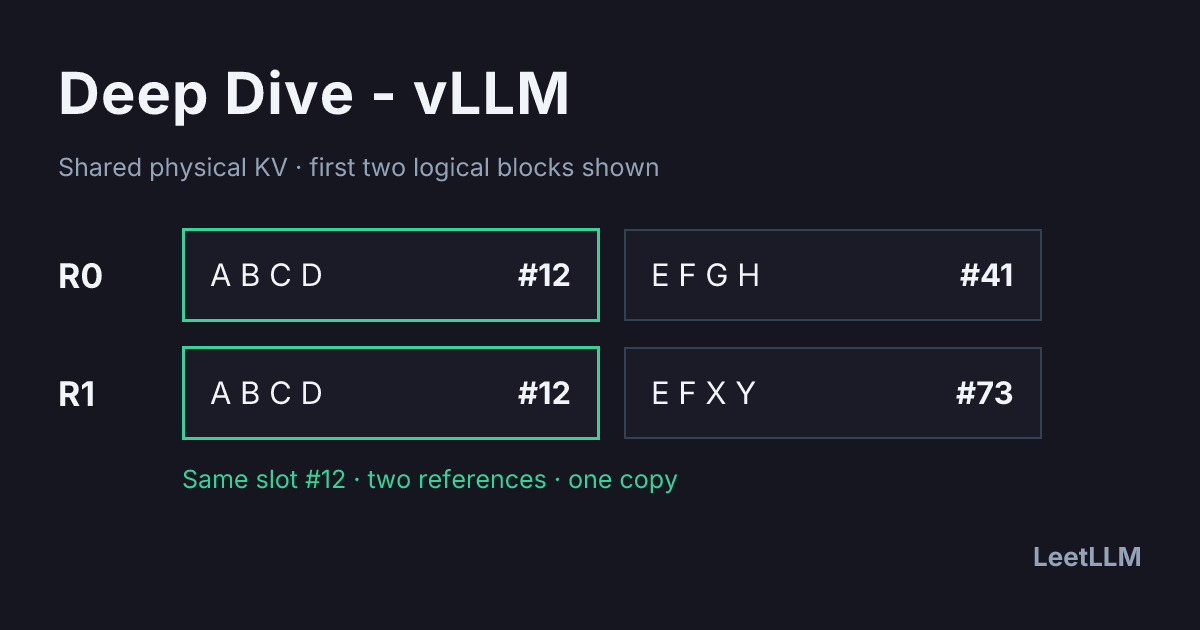 Deep Dive - vLLM
Shared physical KV · first two logical blocks shown
R0 A B C D #12 E F G H #41
R1 A B C D #12 E F X Y #73
Same slot #12 · two references · one copy
LeetLLM